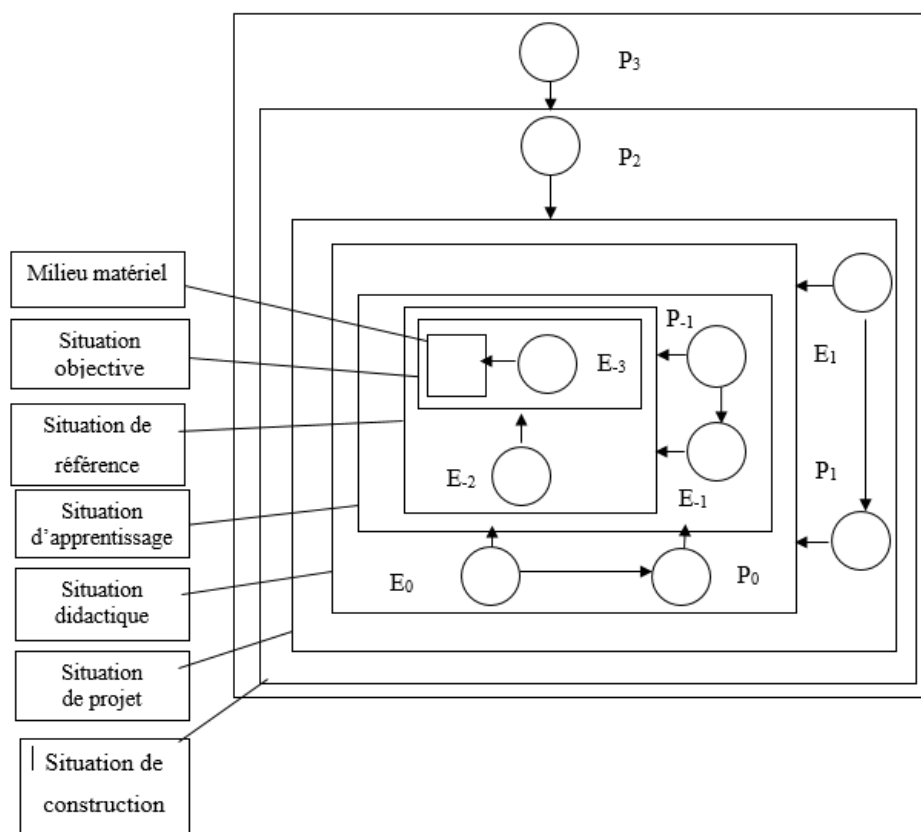 P₃
P₂
Milieu matériel
Situation
objective
Situation de
référence
Situation
d'apprentissage
Situation
didactique
Situation
de projet
Situation de
construction
P₋₁
E₋₃
E₁
E₋₂
E₋₁
P₁
E₀
P₀